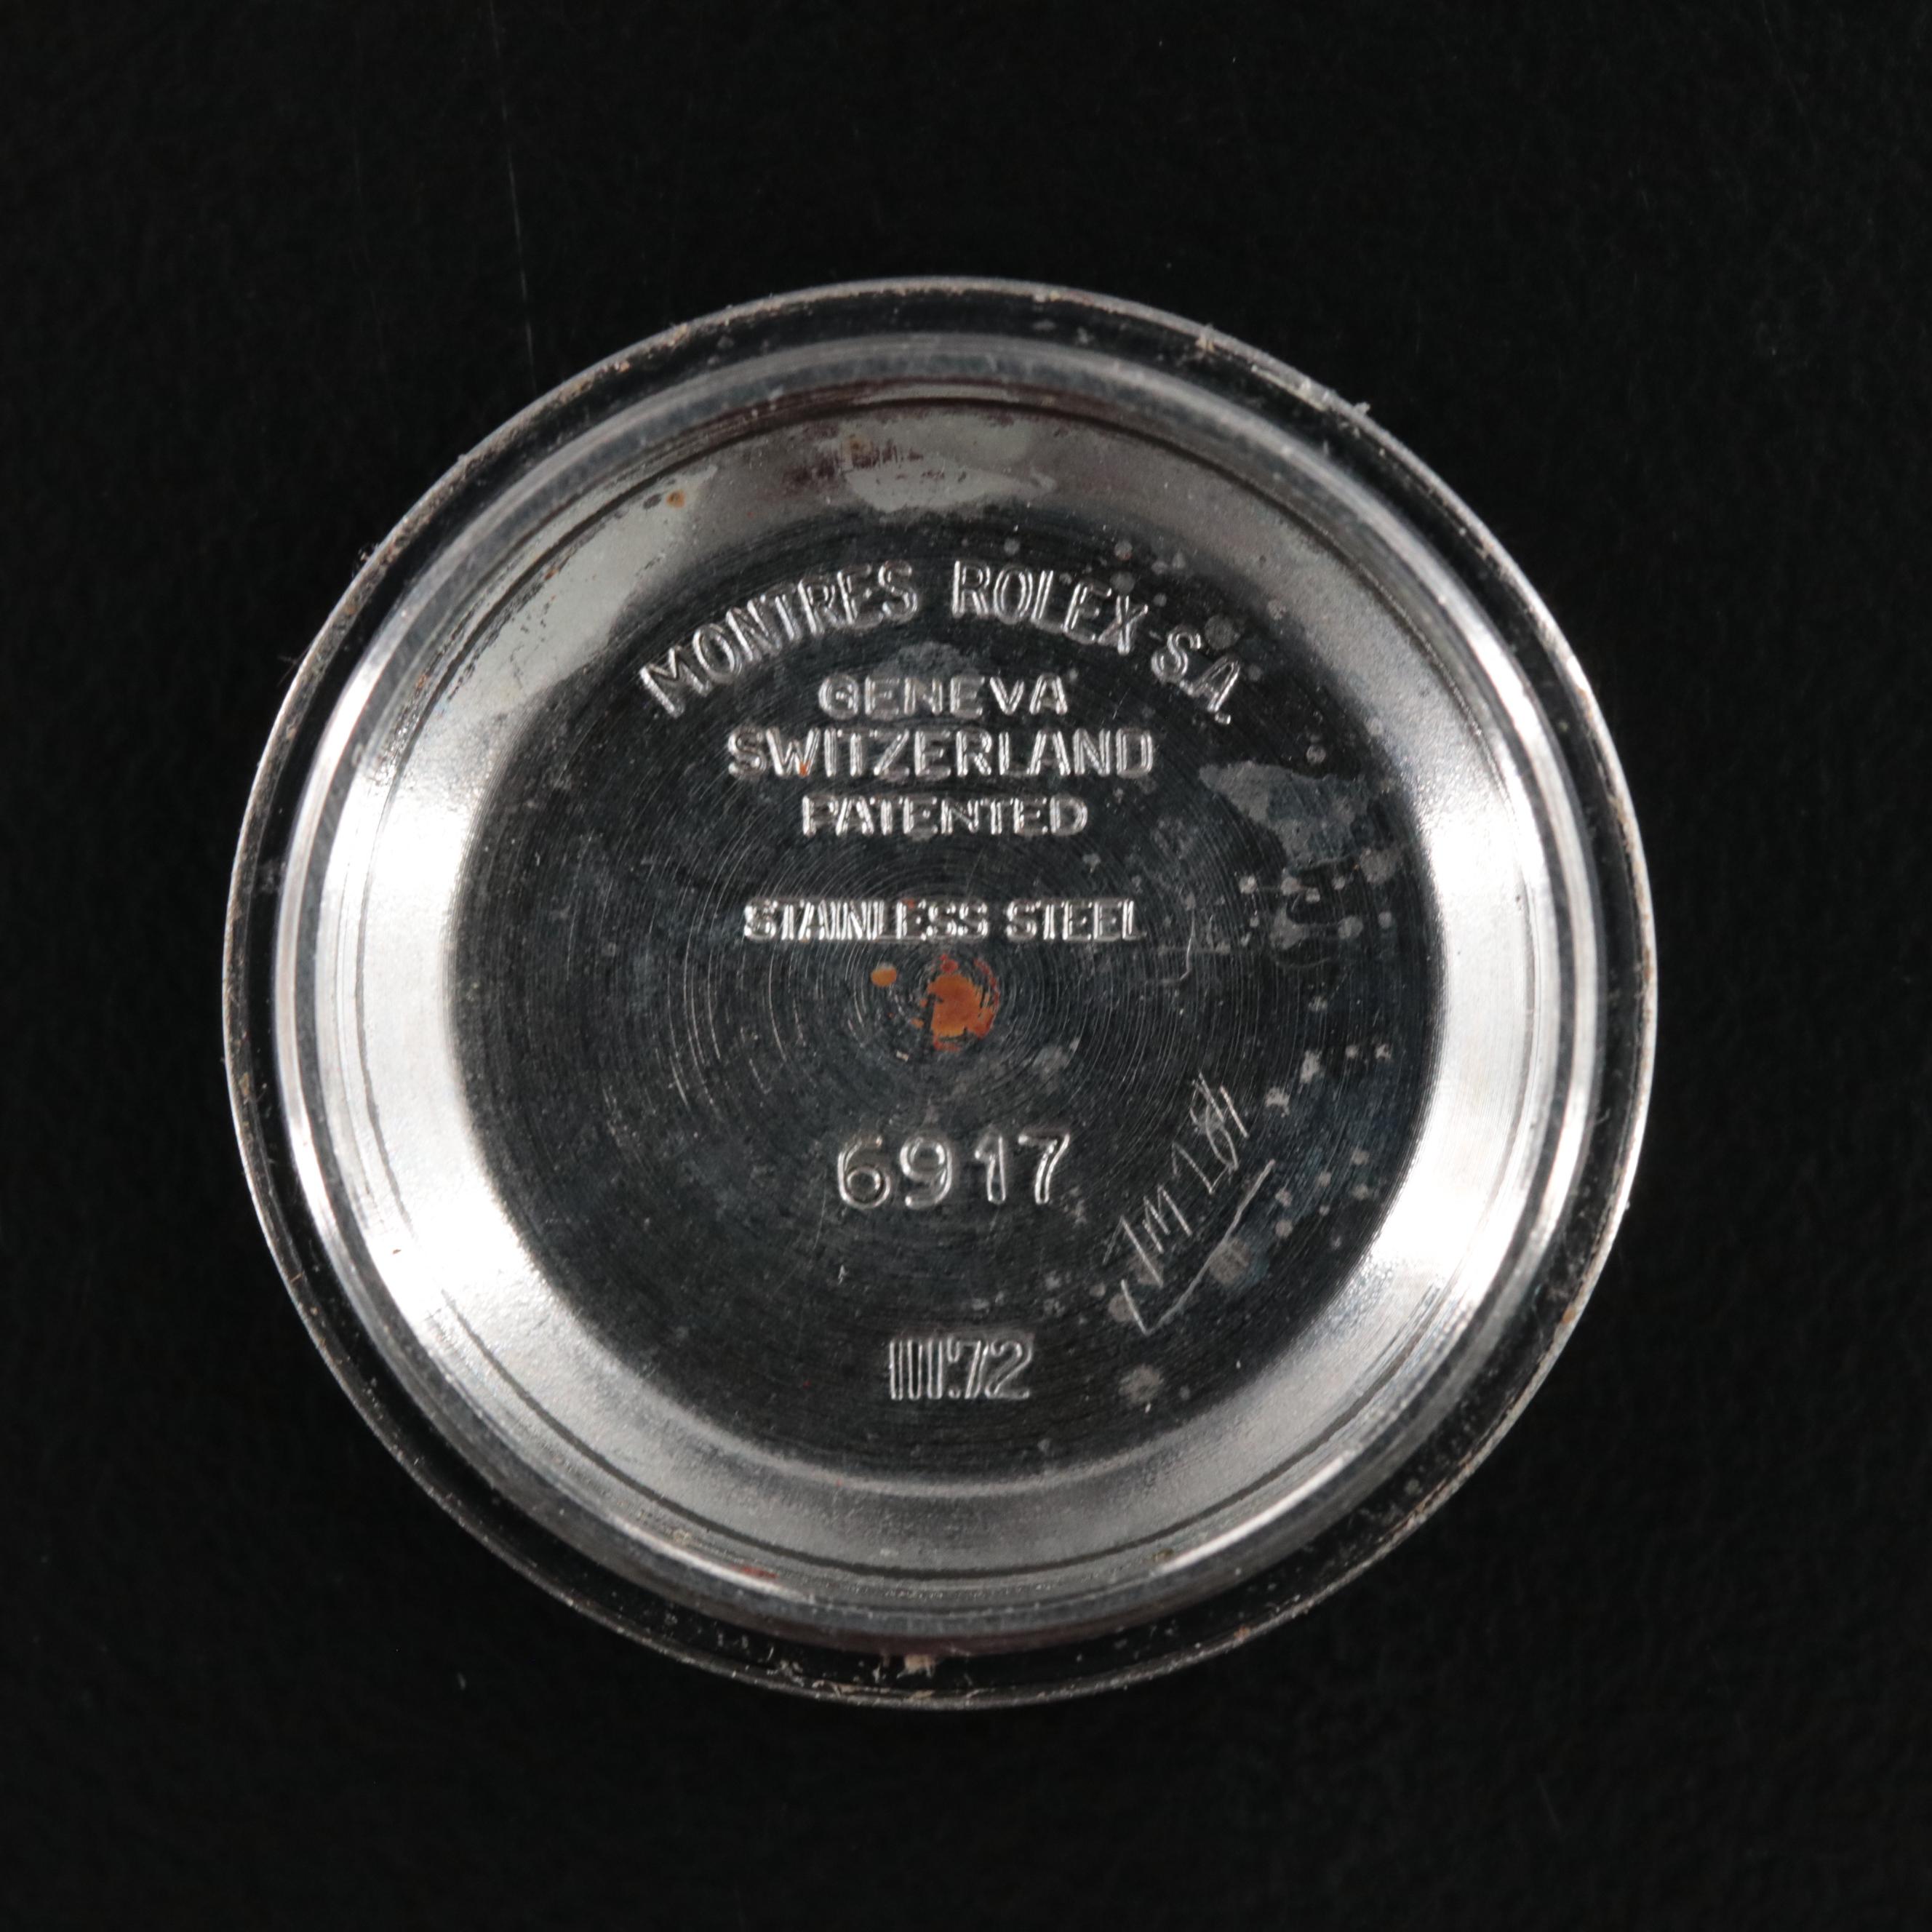 MONTRES ROLEX S.A.
GENEVA
SWITZERLAND
PATENTED
STAINLESS STEEL
6917
III.72